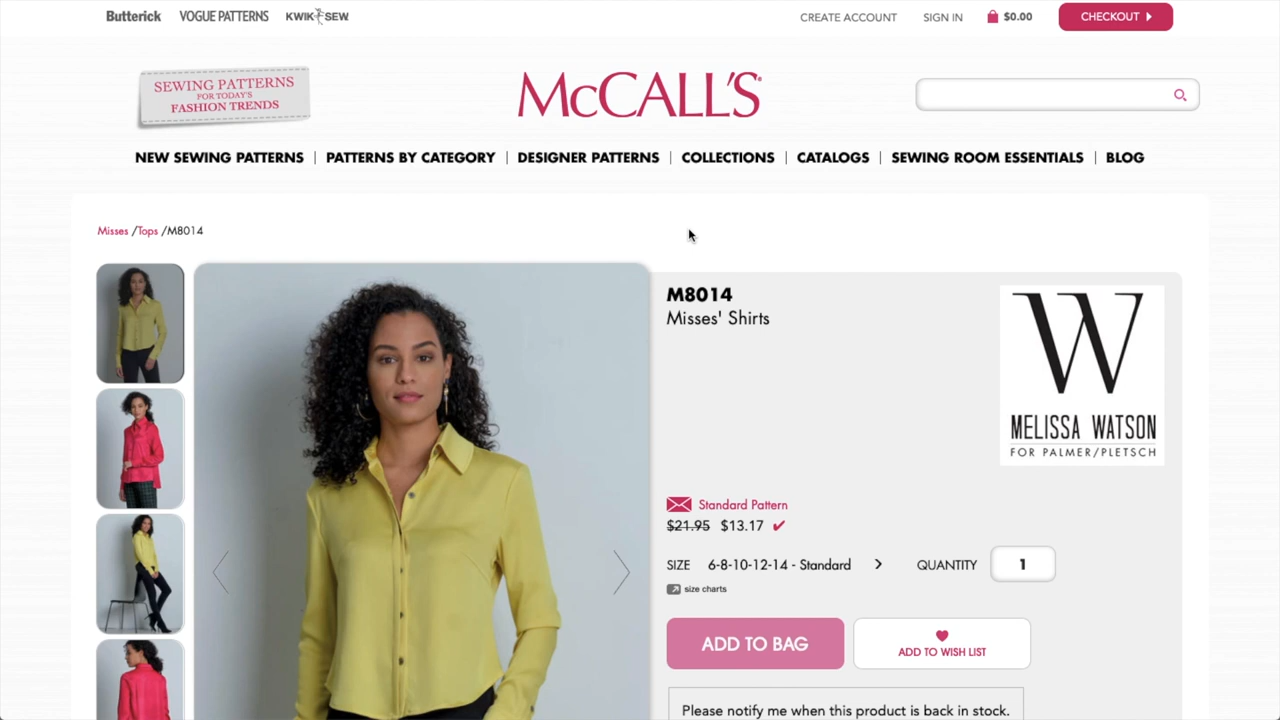 Butterick VOGUE PATTERNS KWIK SEW CREATE ACCOUNT SIGN IN $0.00 CHECKOUT
SEWING PATTERNS
FOR TODAY'S
FASHION TRENDS
McCALL'S
NEW SEWING PATTERNS | PATTERNS BY CATEGORY | DESIGNER PATTERNS | COLLECTIONS | CATALOGS | SEWING ROOM ESSENTIALS | BLOG
Misses /Tops /M8014
M8014
Misses' Shirts
W
MELISSA WATSON
FOR PALMER/PLETSCH
Standard Pattern
$21.95 $13.17 ✔
SIZE 6-8-10-12-14 - Standard > QUANTITY 1
size charts
ADD TO BAG
ADD TO WISH LIST
Please notify me when this product is back in stock.